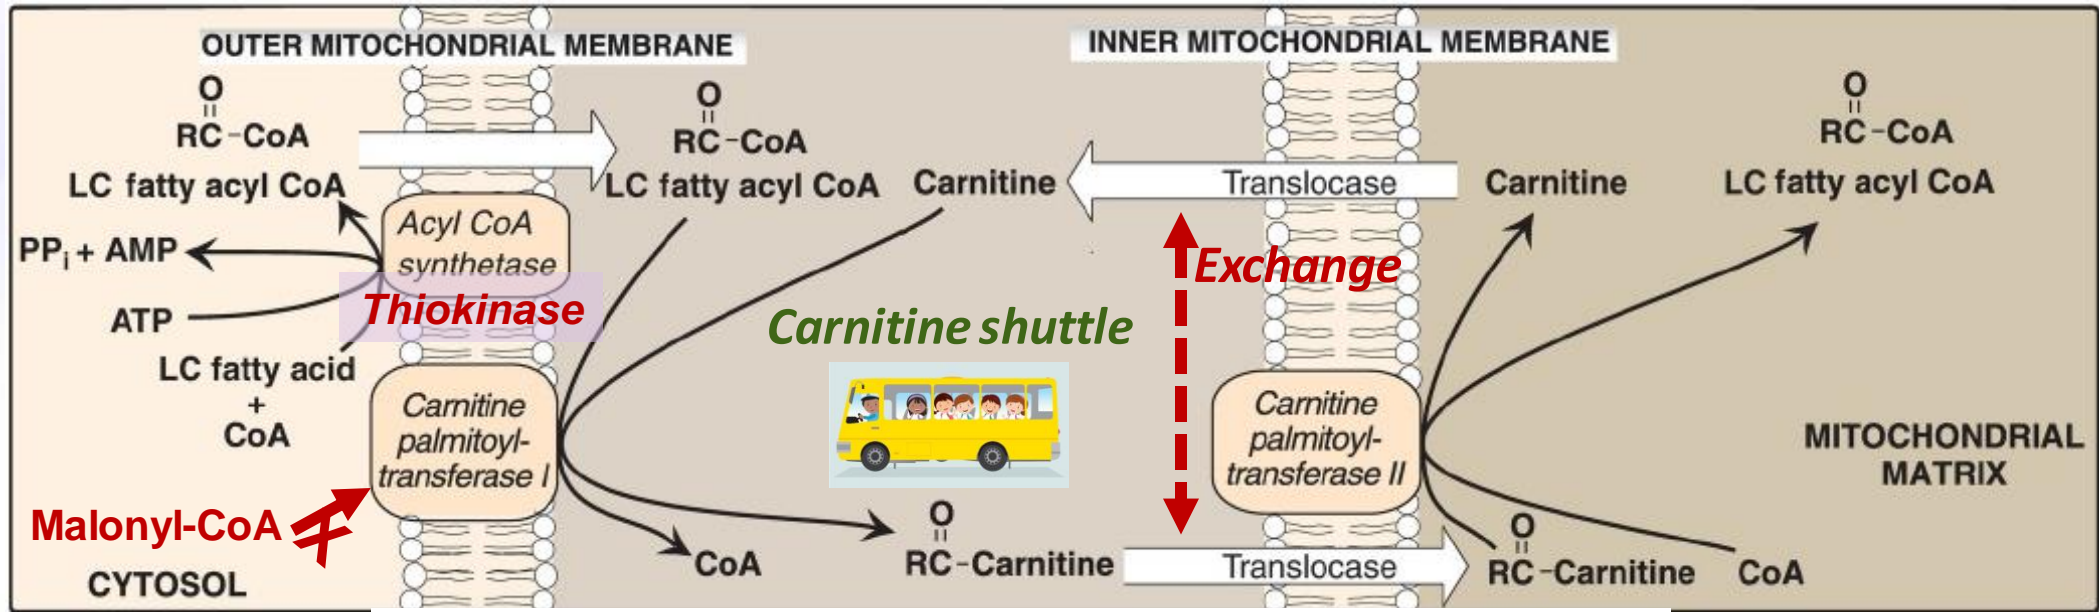 OUTER MITOCHONDRIAL MEMBRANE
INNER MITOCHONDRIAL MEMBRANE
O
RC-CoA
LC fatty acyl CoA
PPi + AMP
ATP
LC fatty acid
+
CoA
Malonyl-CoA
CYTOSOL
Acyl CoA
synthetase
Thiokinase
Carnitine
palmitoyl-
transferase I
O
RC-CoA
LC fatty acyl CoA
Carnitine
Carnitine shuttle
CoA
O
RC-Carnitine
Translocase
Exchange
Carnitine
palmitoyl-
transferase II
Translocase
Carnitine
O
RC-CoA
LC fatty acyl CoA
MITOCHONDRIAL
MATRIX
O
RC-Carnitine
CoA